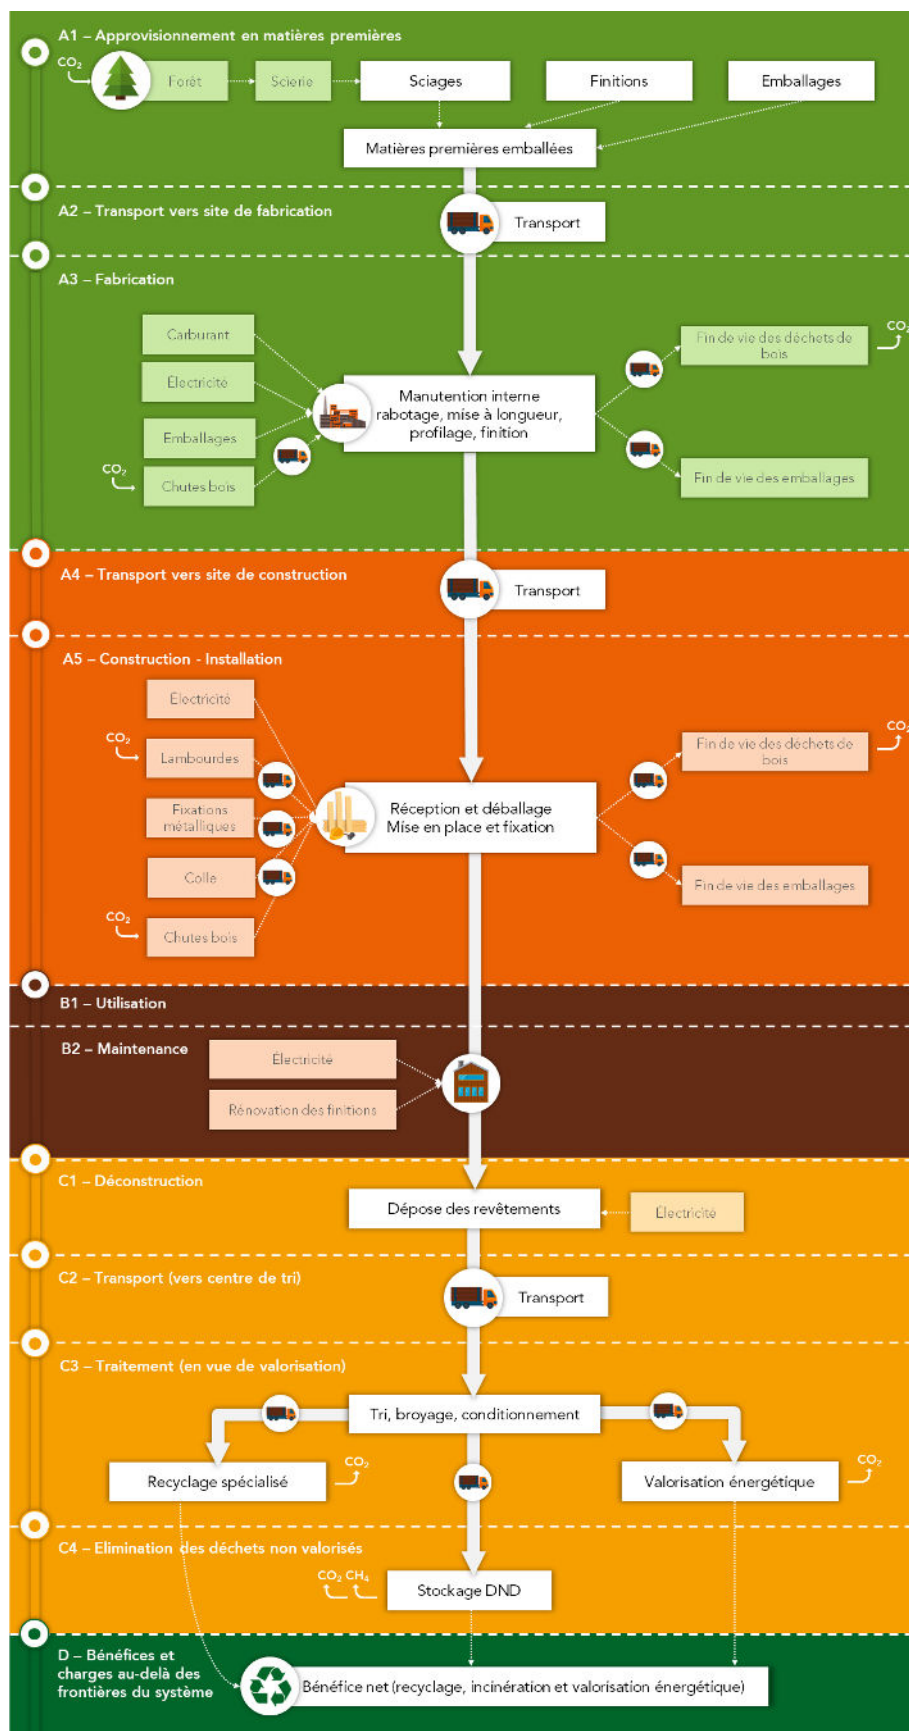 A1 – Approvisionnement en matières premières
CO₂
Forêt
Scierie
Sciages
Finitions
Emballages
Matières premières emballées
A2 – Transport vers site de fabrication
Transport
A3 – Fabrication
Carburant
Électricité
Emballages
CO₂
Chutes bois
Manutention interne
rabotage, mise à longueur,
profilage, finition
Fin de vie des déchets de
bois
CO₂
Fin de vie des emballages
A4 – Transport vers site de construction
Transport
A5 – Construction - Installation
Électricité
CO₂
Lambourdes
Fixations
métalliques
Colle
CO₂
Chutes bois
Réception et déballage
Mise en place et fixation
Fin de vie des déchets de
bois
CO₂
Fin de vie des emballages
B1 – Utilisation
B2 – Maintenance
Électricité
Rénovation des finitions
C1 – Déconstruction
Dépose des revêtements
Électricité
C2 – Transport (vers centre de tri)
Transport
C3 – Traitement (en vue de valorisation)
Tri, broyage, conditionnement
Recyclage spécialisé
CO₂
Valorisation énergétique
CO₂
C4 – Elimination des déchets non valorisés
CO₂ CH₄
Stockage DND
D – Bénéfices et
charges au-delà des
frontières du système
Bénéfice net (recyclage, incinération et valorisation énergétique)